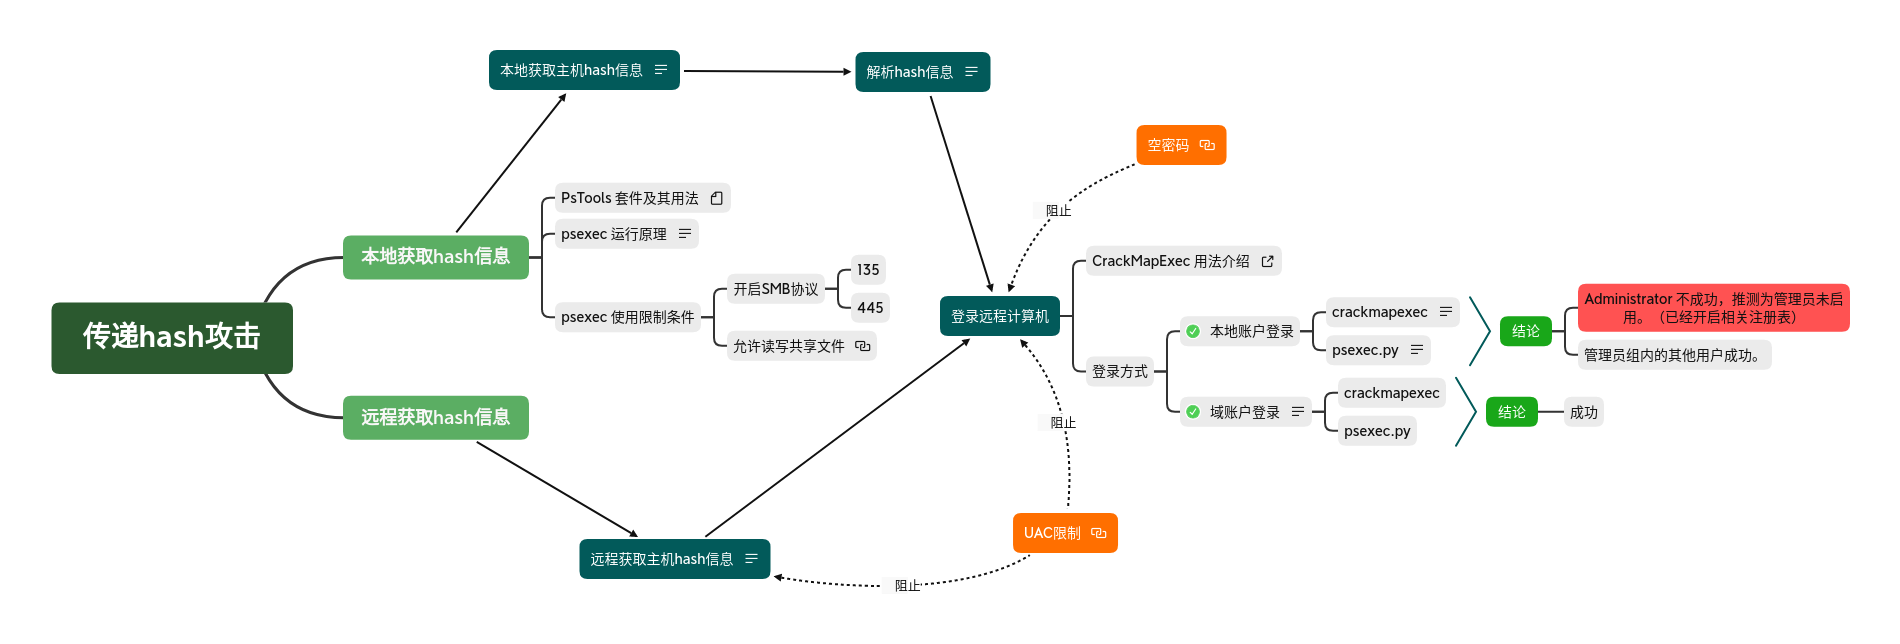 传递hash攻击
本地获取hash信息
本地获取主机hash信息
解析hash信息
PsTools 套件及其用法
psexec 运行原理
psexec 使用限制条件
开启SMB协议
135
445
允许读写共享文件
远程获取hash信息
远程获取主机hash信息
空密码
阻止
登录远程计算机
CrackMapExec 用法介绍
登录方式
本地账户登录
crackmapexec
psexec.py
结论
Administrator 不成功，推测为管理员未启
用。（已经开启相关注册表）
管理员组内的其他用户成功。
域账户登录
crackmapexec
psexec.py
结论
成功
阻止
UAC限制
阻止